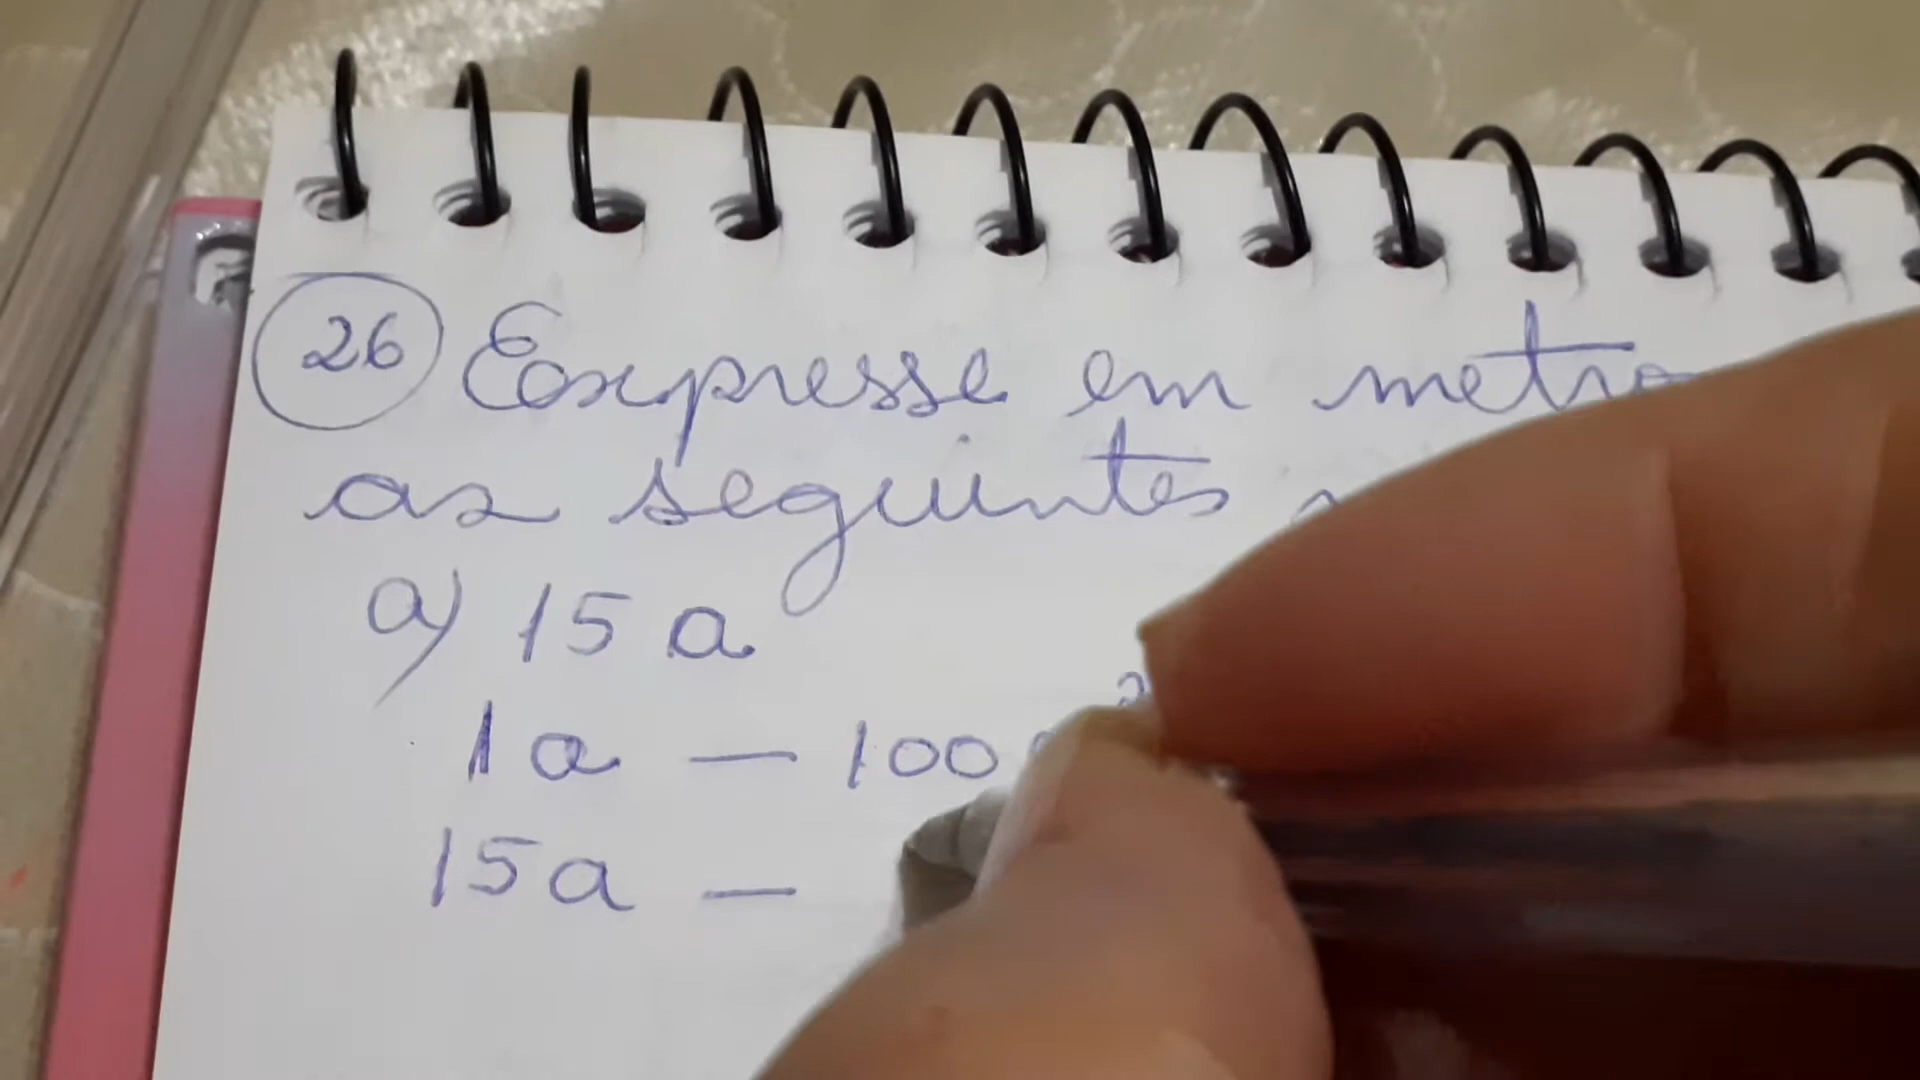 26 Expresse em metro
as seguintes
a) 15 a
1 a — 100
15 a —